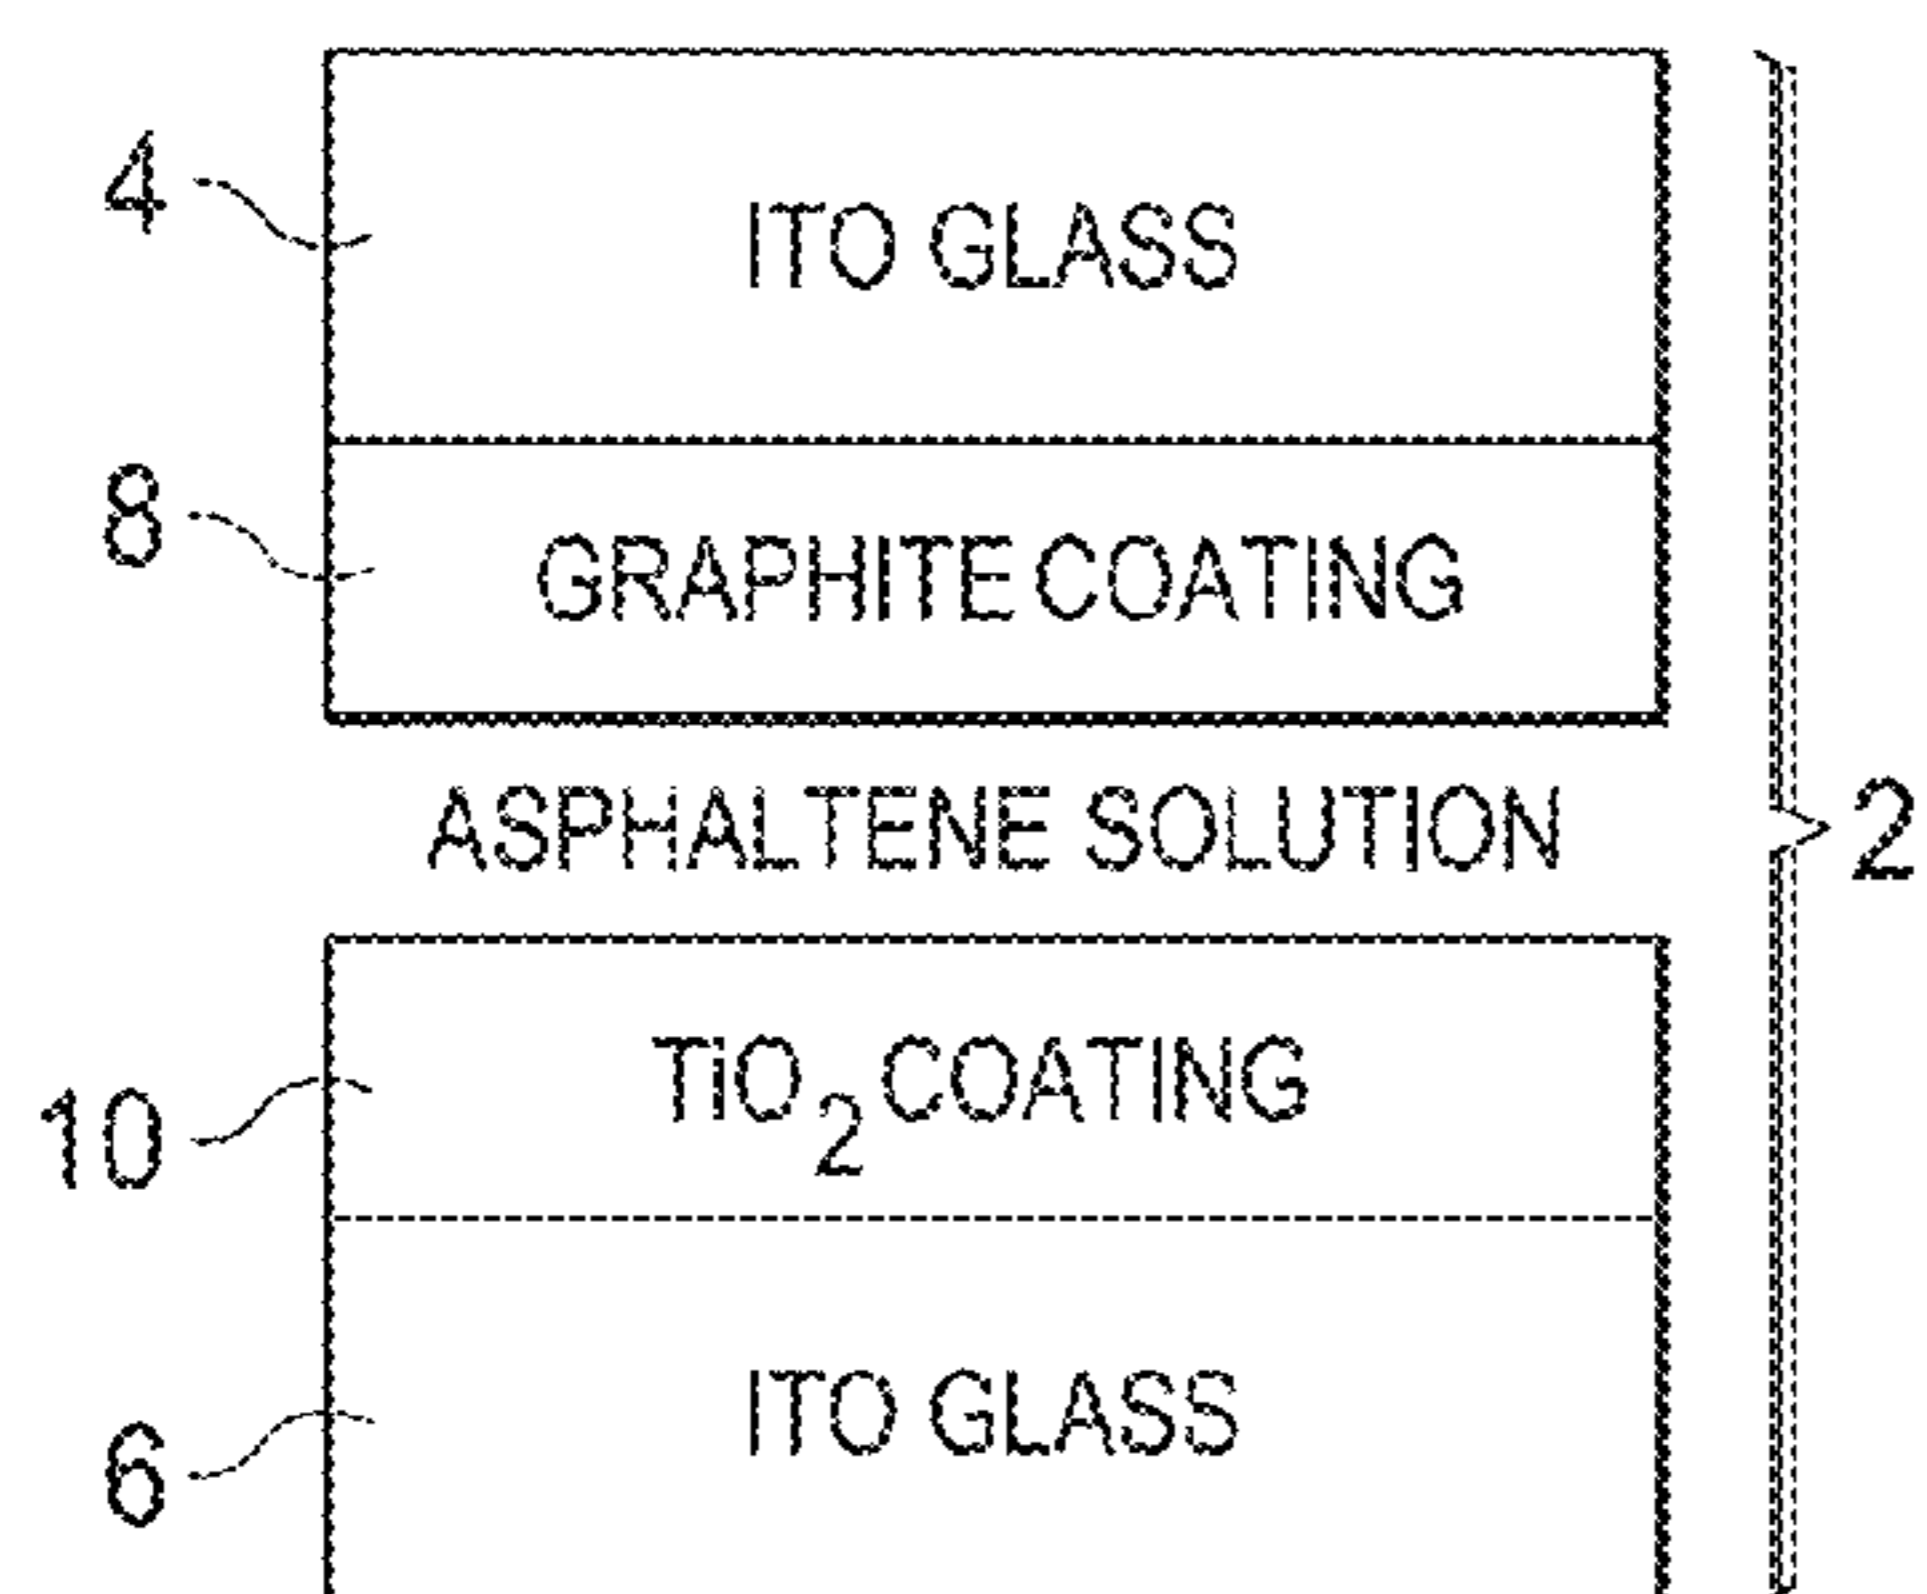 4
ITO GLASS
8
GRAPHITE COATING
ASPHALTENE SOLUTION
2
10
TiO2 COATING
6
ITO GLASS